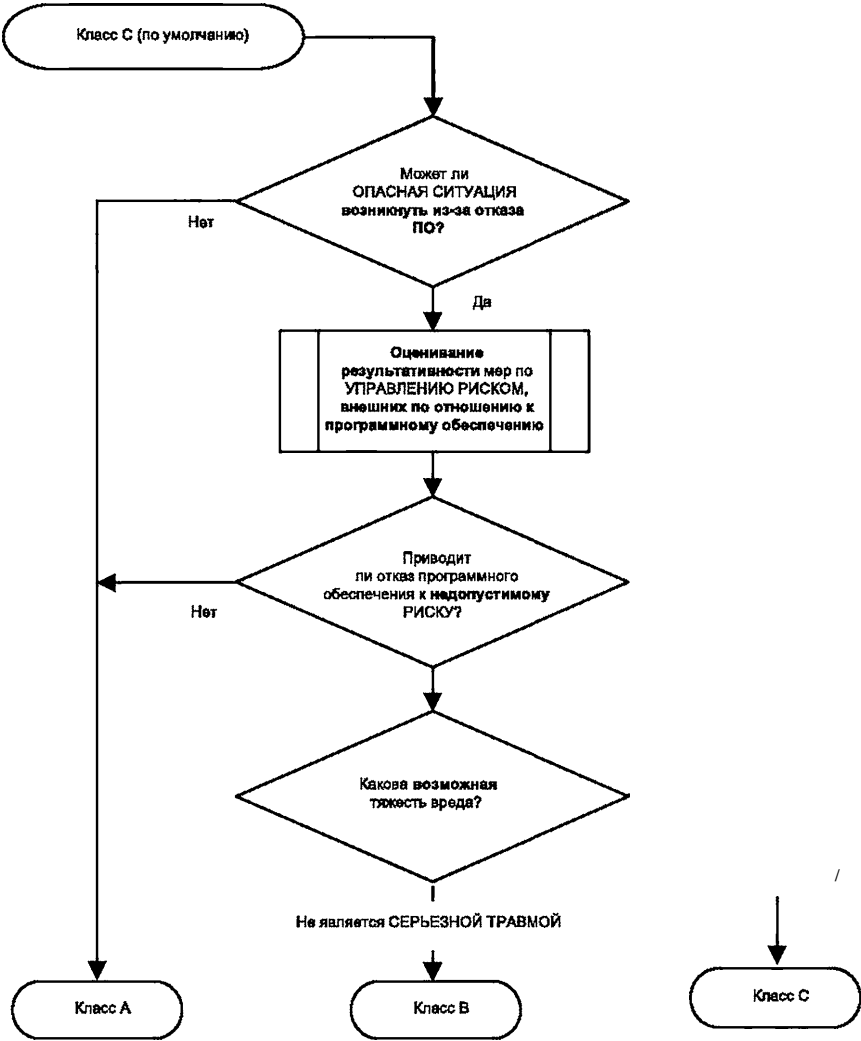 Класс С (по умолчанию)
Может ли
ОПАСНАЯ СИТУАЦИЯ
возникнуть из-за отказа
ПО?
Нет
Да
Оценивание
результативности мер по
УПРАВЛЕНИЮ РИСКОМ,
внешних по отношению к
программному обеспечению
Приводит
ли отказ программного
обеспечения к недопустимому
РИСКУ?
Нет
Какова возможная
тяжесть вреда?
/
Не является СЕРЬЕЗНОЙ ТРАВМОЙ
Класс А
Класс В
Класс С